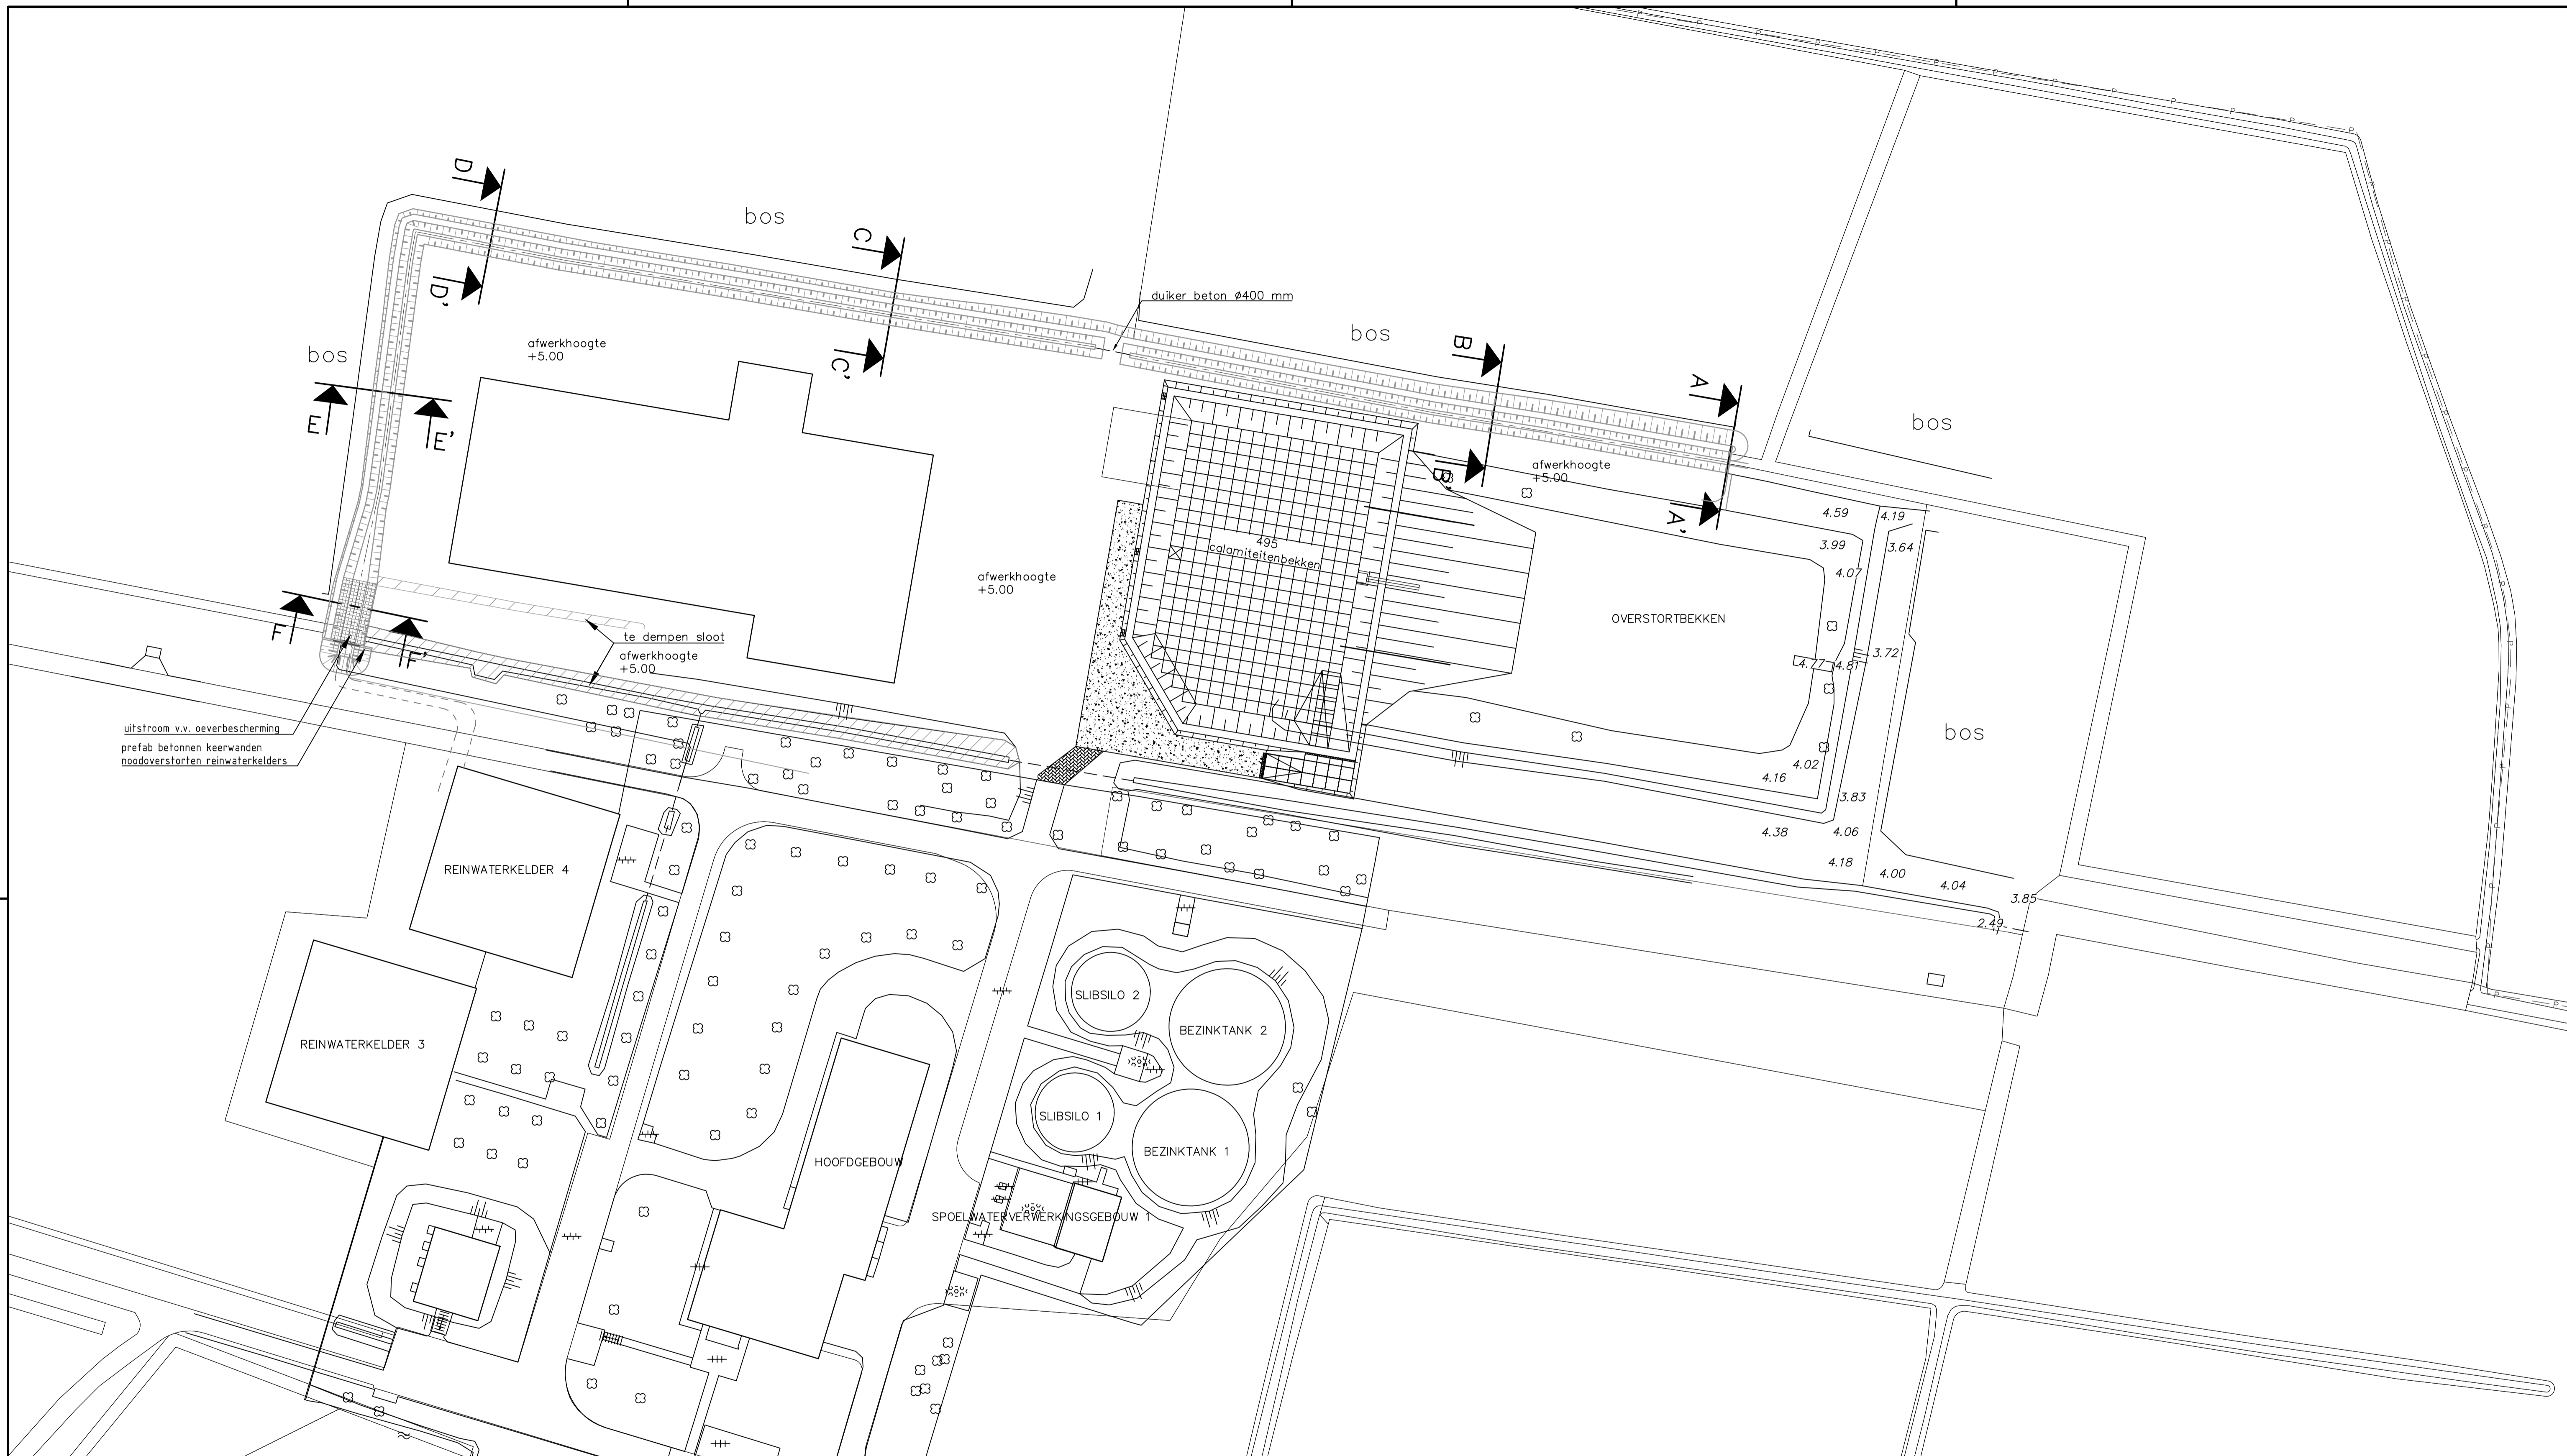 D
bos
C
duiker beton Ø400 mm
D'
bos
B
afwerkhoogte
+5.00
bos
C'
A
bos
E
E'
afwerkhoogte
+5.00
B'
A'
4.59
4.19
495
calamiteitenbekken
3.99
3.64
afwerkhoogte
+5.00
4.07
F
F'
te dempen sloot
afwerkhoogte
+5.00
OVERSTORTBEKKEN
3.72
4.77
4.81
uitstroom v.v. oeverbescherming
prefab betonnen keerwanden
noodoverstorten reinwaterkelders
bos
4.02
4.16
3.83
4.38
4.06
4.18
4.00
4.04
3.85
2.49
REINWATERKELDER 4
SLIBSILO 2
BEZINKTANK 2
REINWATERKELDER 3
SLIBSILO 1
BEZINKTANK 1
HOOFDGEBOUW
SPOELWATERVERWERKINGSGEBOUW 1
P P P P P P P P P P P P P
P P P P P P P P P P P P P P P P